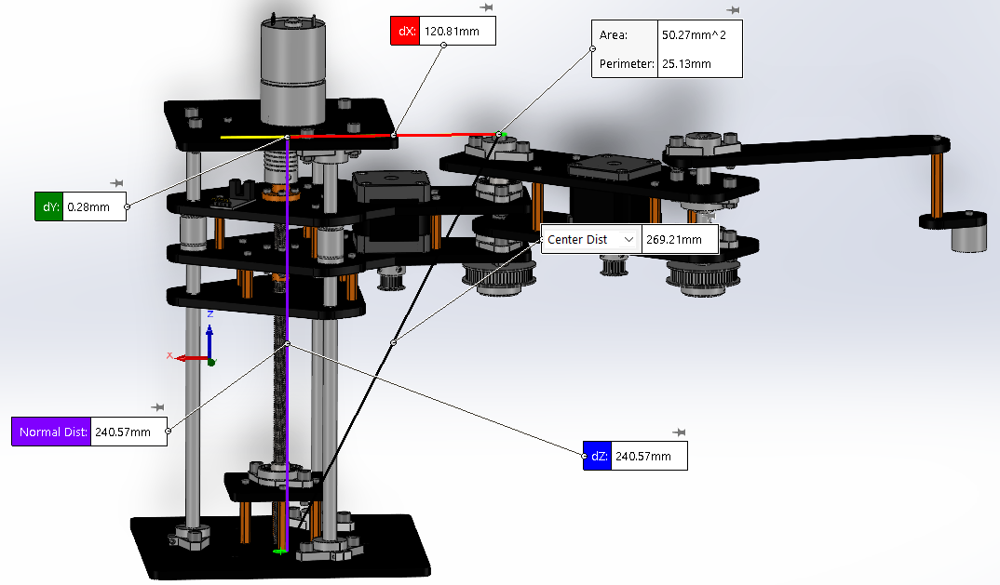 dX: 120.81mm
Area: 50.27mm^2
Perimeter: 25.13mm
dY: 0.28mm
Center Dist 269.21mm
Z
X
Normal Dist: 240.57mm
dZ: 240.57mm